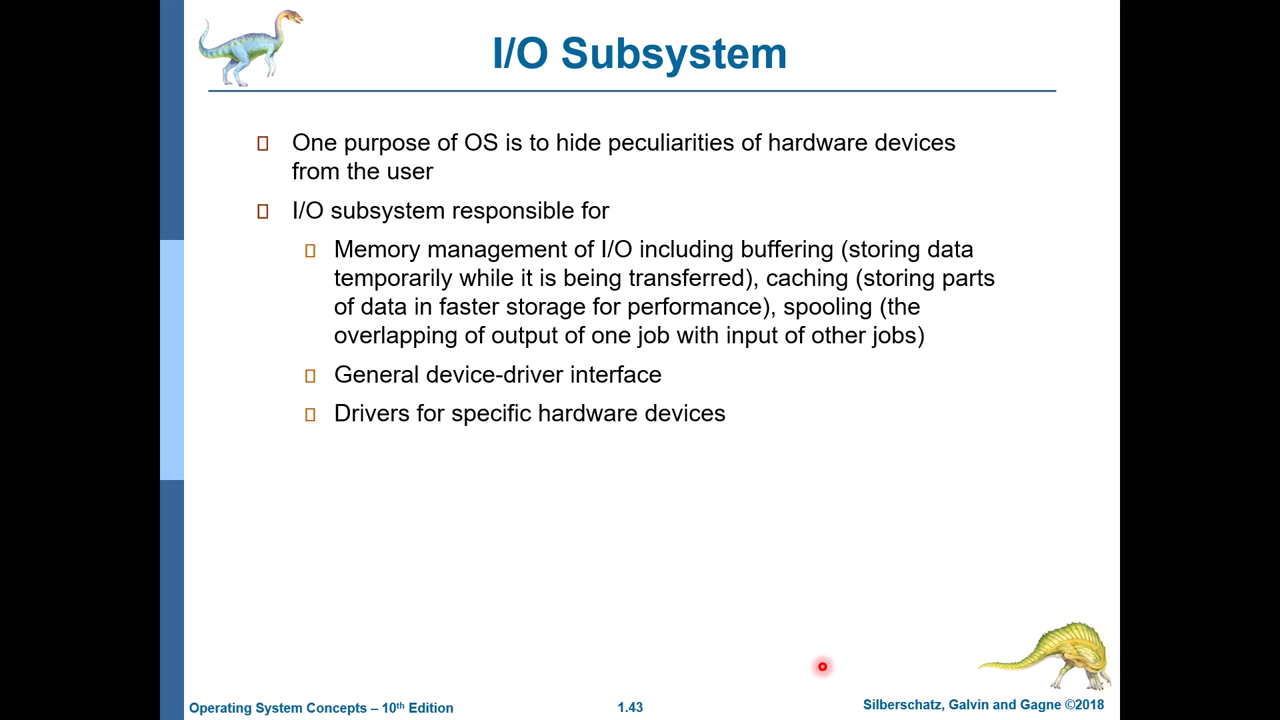 I/O Subsystem
One purpose of OS is to hide peculiarities of hardware devices
from the user
I/O subsystem responsible for
Memory management of I/O including buffering (storing data
temporarily while it is being transferred), caching (storing parts
of data in faster storage for performance), spooling (the
overlapping of output of one job with input of other jobs)
General device-driver interface
Drivers for specific hardware devices
Operating System Concepts – 10th Edition
1.43
Silberschatz, Galvin and Gagne ©2018